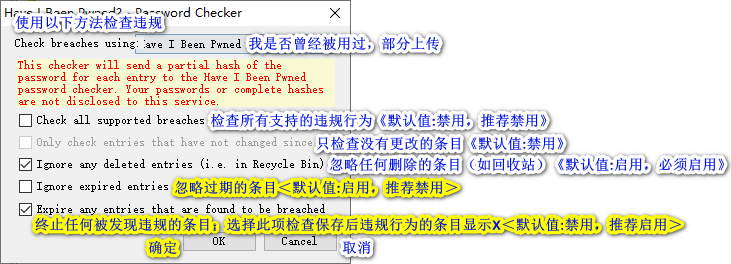 Have I Been Pwned? - Password Checker
使用以下方法检查违规
Check breaches using: Have I Been Pwned 我是否曾经被用过，部分上传
This checker will send a partial hash of the
password for each entry to the Have I Been Pwned
password checker. Your passwords or complete hashes
are not disclosed to this service.
Check all supported breaches 检查所有支持的违规行为《默认值:禁用，推荐禁用》
Only check entries that have not changed since 只检查没有更改的条目《默认值:禁用》
Ignore any deleted entries (i.e. in Recycle Bin) 忽略任何删除的条目（如回收站）《默认值:启用，必须启用》
Ignore expired entries 忽略过期的条目＜默认值:启用，推荐禁用＞
Expire any entries that are found to be breached
终止任何被发现违规的条目；选择此项检查保存后违规行为的条目显示X＜默认值:禁用，推荐启用＞
确定 OK Cancel 取消